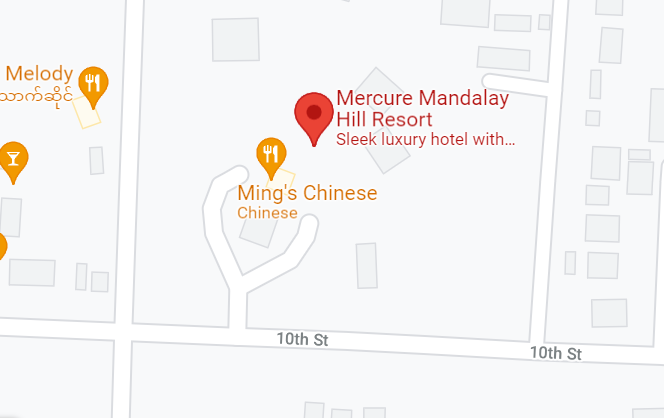 Melody
သောက်ဆိုင်
Mercure Mandalay
Hill Resort
Sleek luxury hotel with...
Ming's Chinese
Chinese
10th St
10th St